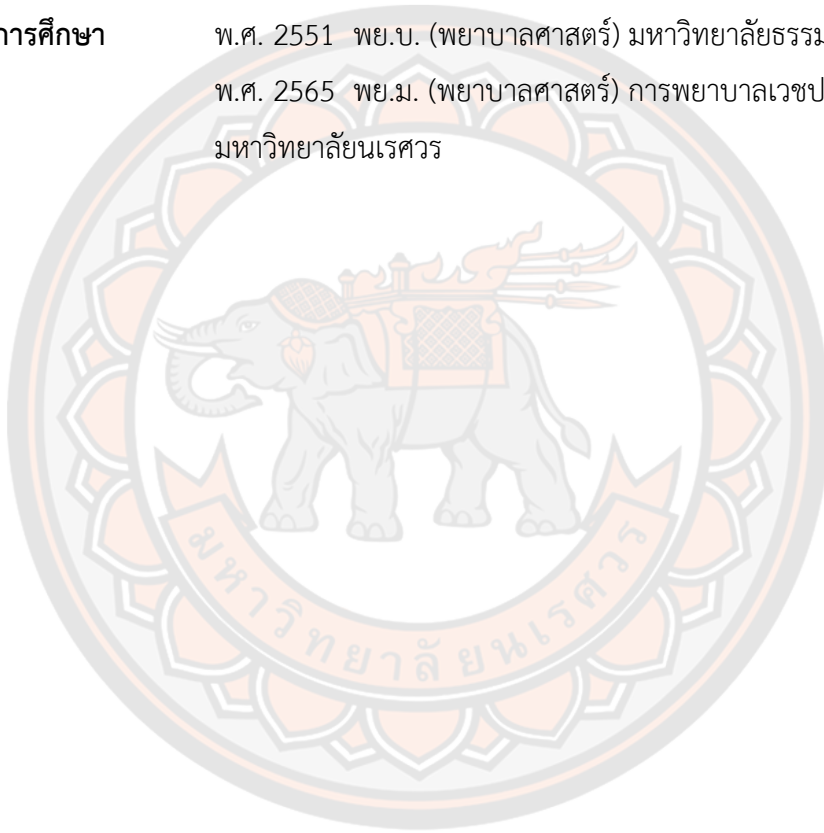 การศึกษา พ.ศ. 2551 พย.บ. (พยาบาลศาสตร์) มหาวิทยาลัยธรรม
พ.ศ. 2565 พย.ม. (พยาบาลศาสตร์) การพยาบาลเวชป
มหาวิทยาลัยนเรศวร
มหาวิทยาลัยนเรศวร